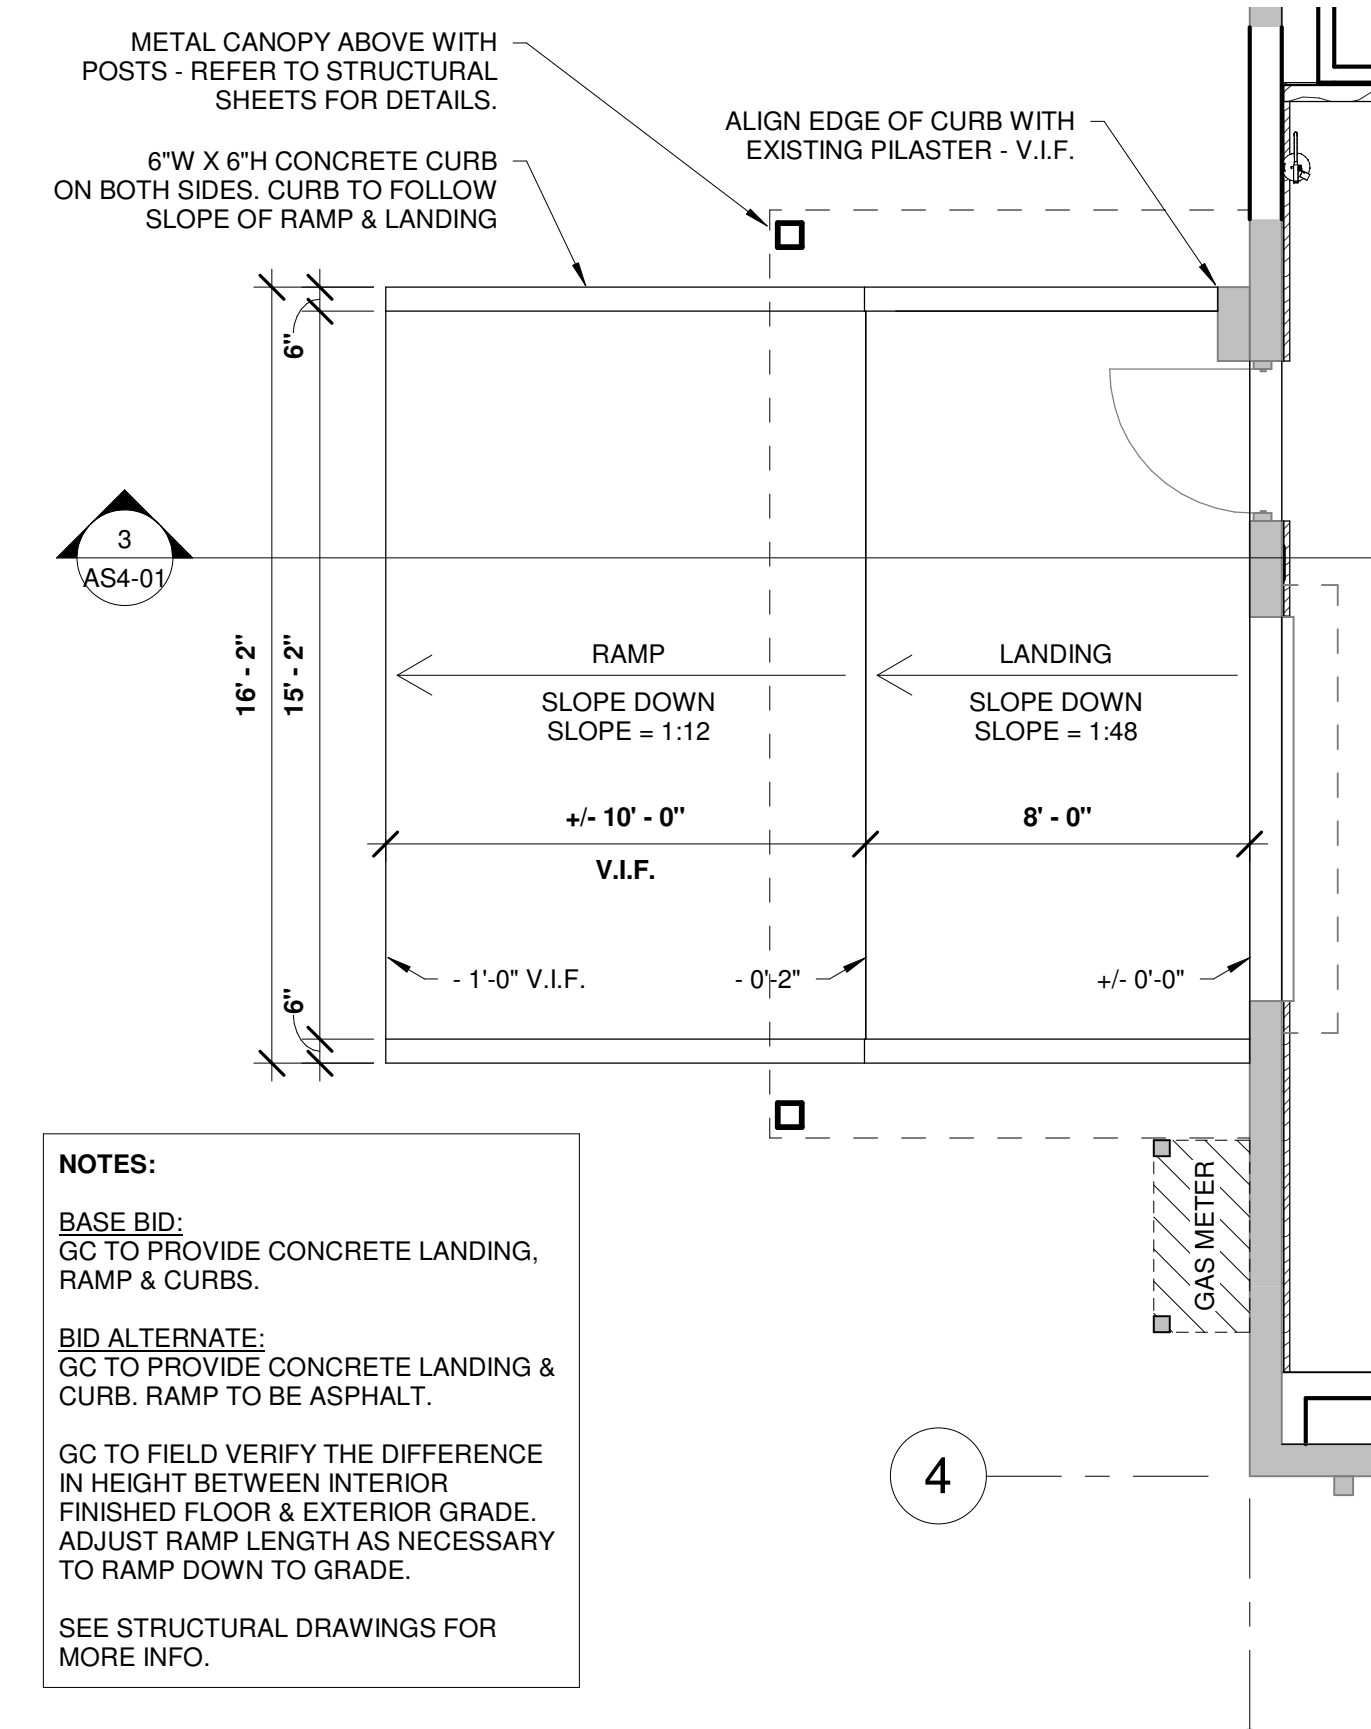 METAL CANOPY ABOVE WITH
POSTS - REFER TO STRUCTURAL
SHEETS FOR DETAILS.
ALIGN EDGE OF CURB WITH
EXISTING PILASTER - V.I.F.
6"W X 6"H CONCRETE CURB
ON BOTH SIDES. CURB TO FOLLOW
SLOPE OF RAMP & LANDING
6"
3
AS4-01
16' - 2"
15' - 2"
RAMP
SLOPE DOWN
SLOPE = 1:12
LANDING
SLOPE DOWN
SLOPE = 1:48
+/- 10' - 0"
V.I.F.
8' - 0"
- 1'-0" V.I.F.
- 0'-2"
+/- 0'-0"
6"
GAS METER
NOTES:
BASE BID:
GC TO PROVIDE CONCRETE LANDING,
RAMP & CURBS.
BID ALTERNATE:
GC TO PROVIDE CONCRETE LANDING &
CURB. RAMP TO BE ASPHALT.
GC TO FIELD VERIFY THE DIFFERENCE
IN HEIGHT BETWEEN INTERIOR
FINISHED FLOOR & EXTERIOR GRADE.
ADJUST RAMP LENGTH AS NECESSARY
TO RAMP DOWN TO GRADE.
SEE STRUCTURAL DRAWINGS FOR
MORE INFO.
4